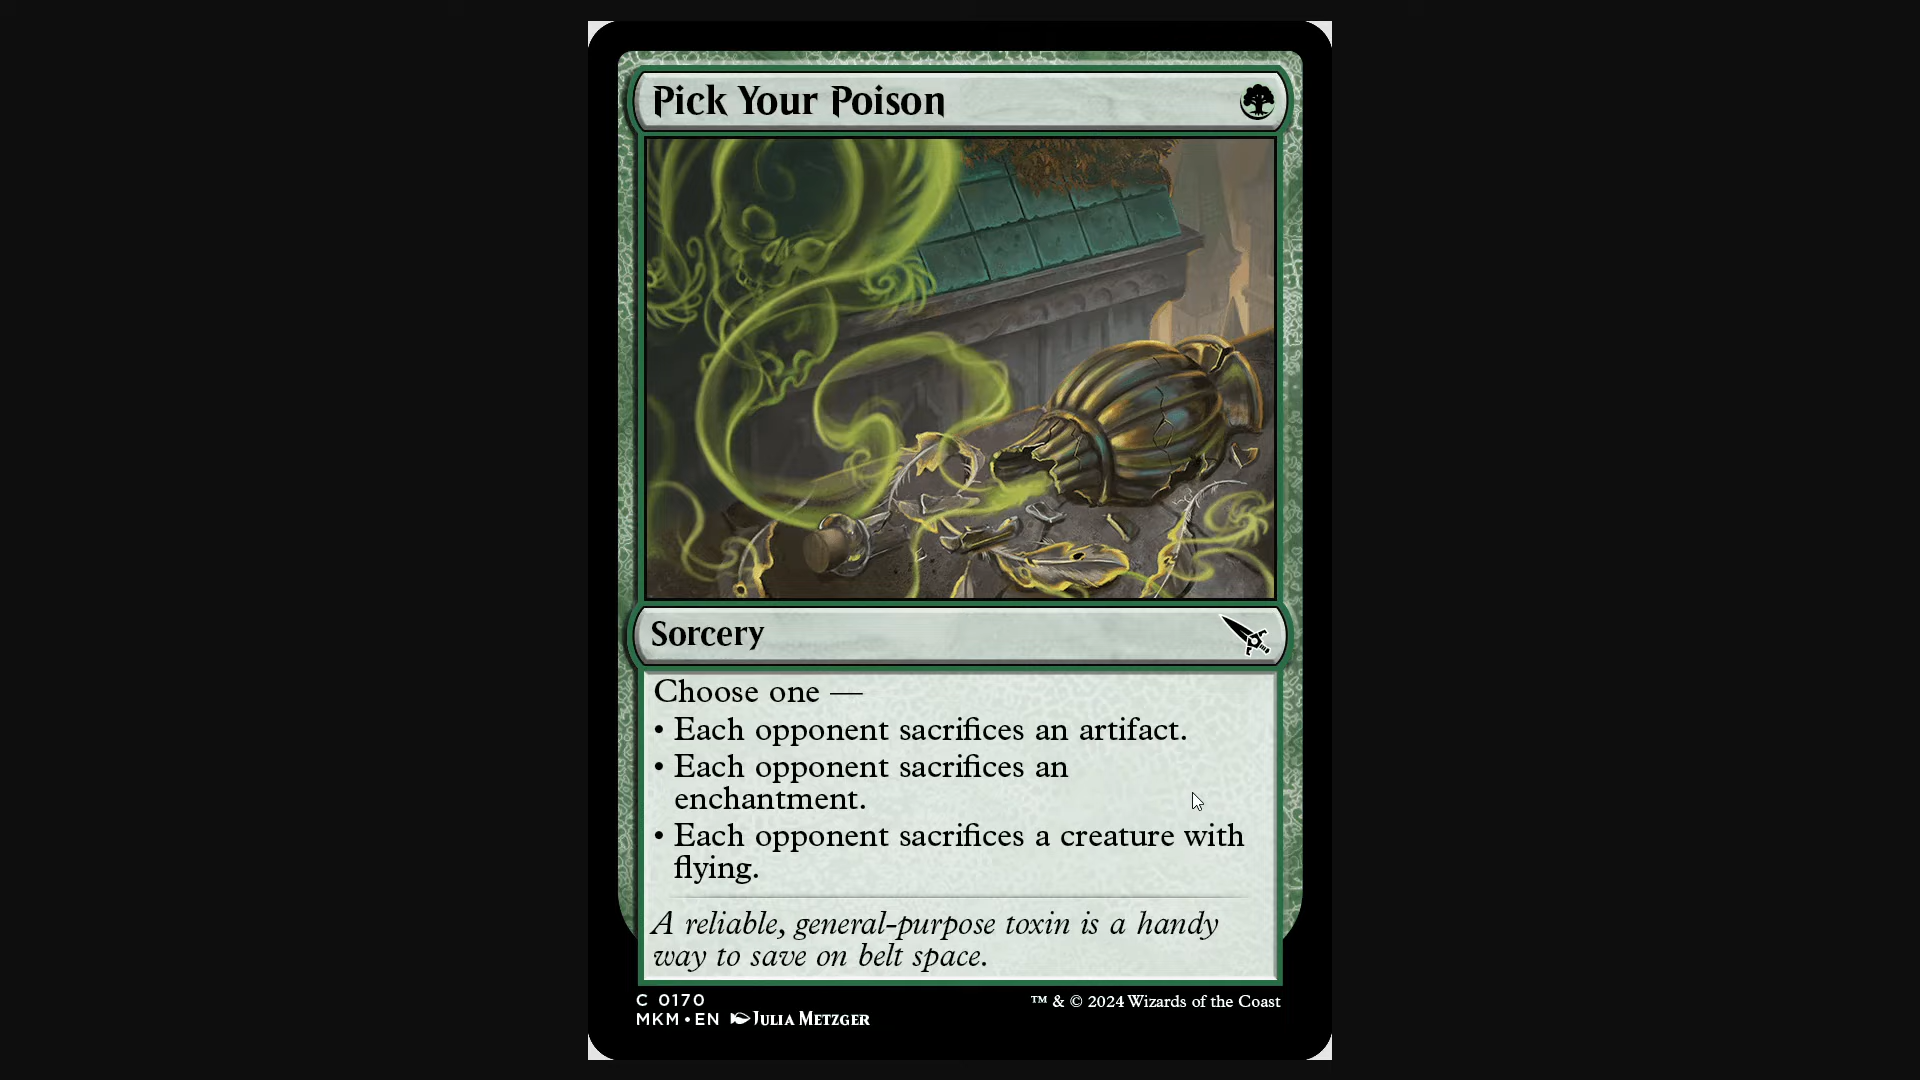 Pick Your Poison
Sorcery
Choose one —
• Each opponent sacrifices an artifact.
• Each opponent sacrifices an
enchantment.
• Each opponent sacrifices a creature with
flying.
A reliable, general-purpose toxin is a handy
way to save on belt space.
C 0170
MKM • EN Julia Metzger
™ & © 2024 Wizards of the Coast